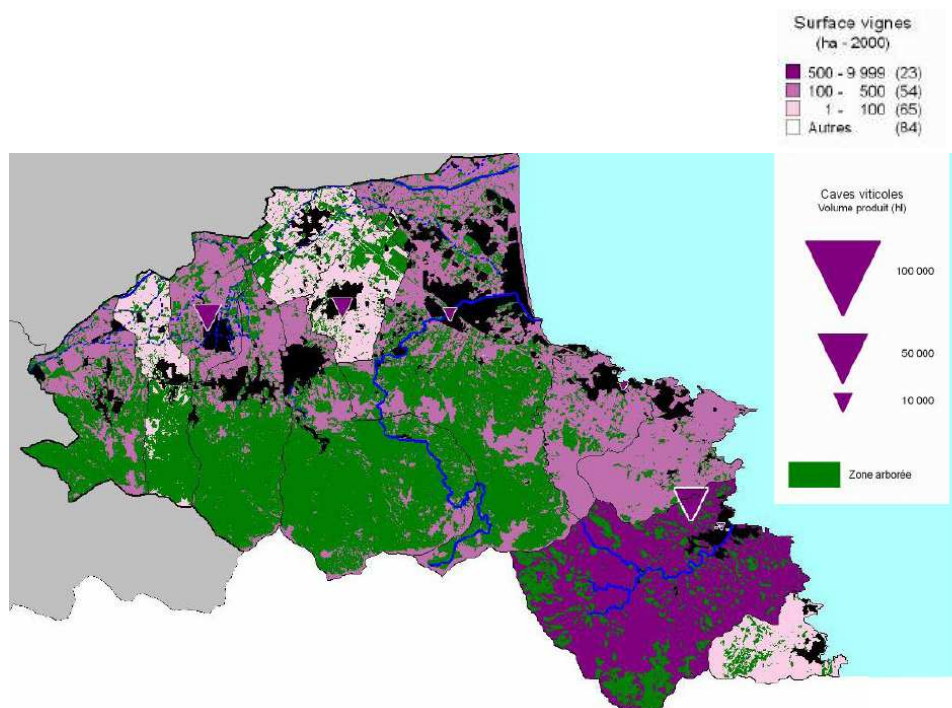 Surface vignes
(ha - 2000)
500 - 9 999 (23)
100 - 500 (54)
1 - 100 (65)
Autres (84)
Caves viticoles
Volume produit (hl)
100 000
50 000
10 000
Zone arborée